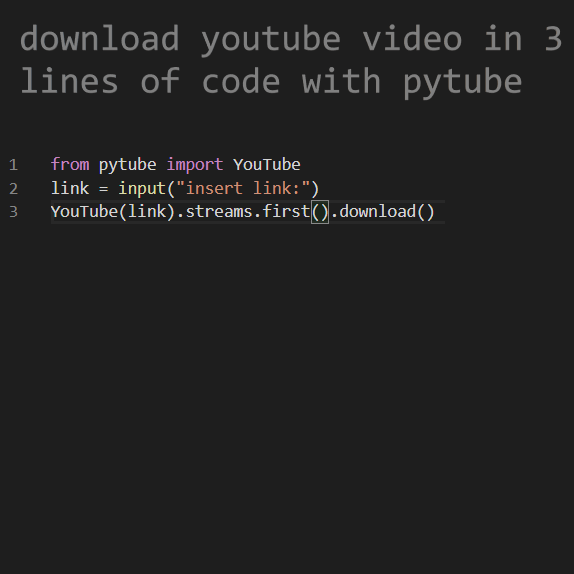 download youtube video in 3
lines of code with pytube
1 from pytube import YouTube
2 link = input("insert link:")
3 YouTube(link).streams.first().download()